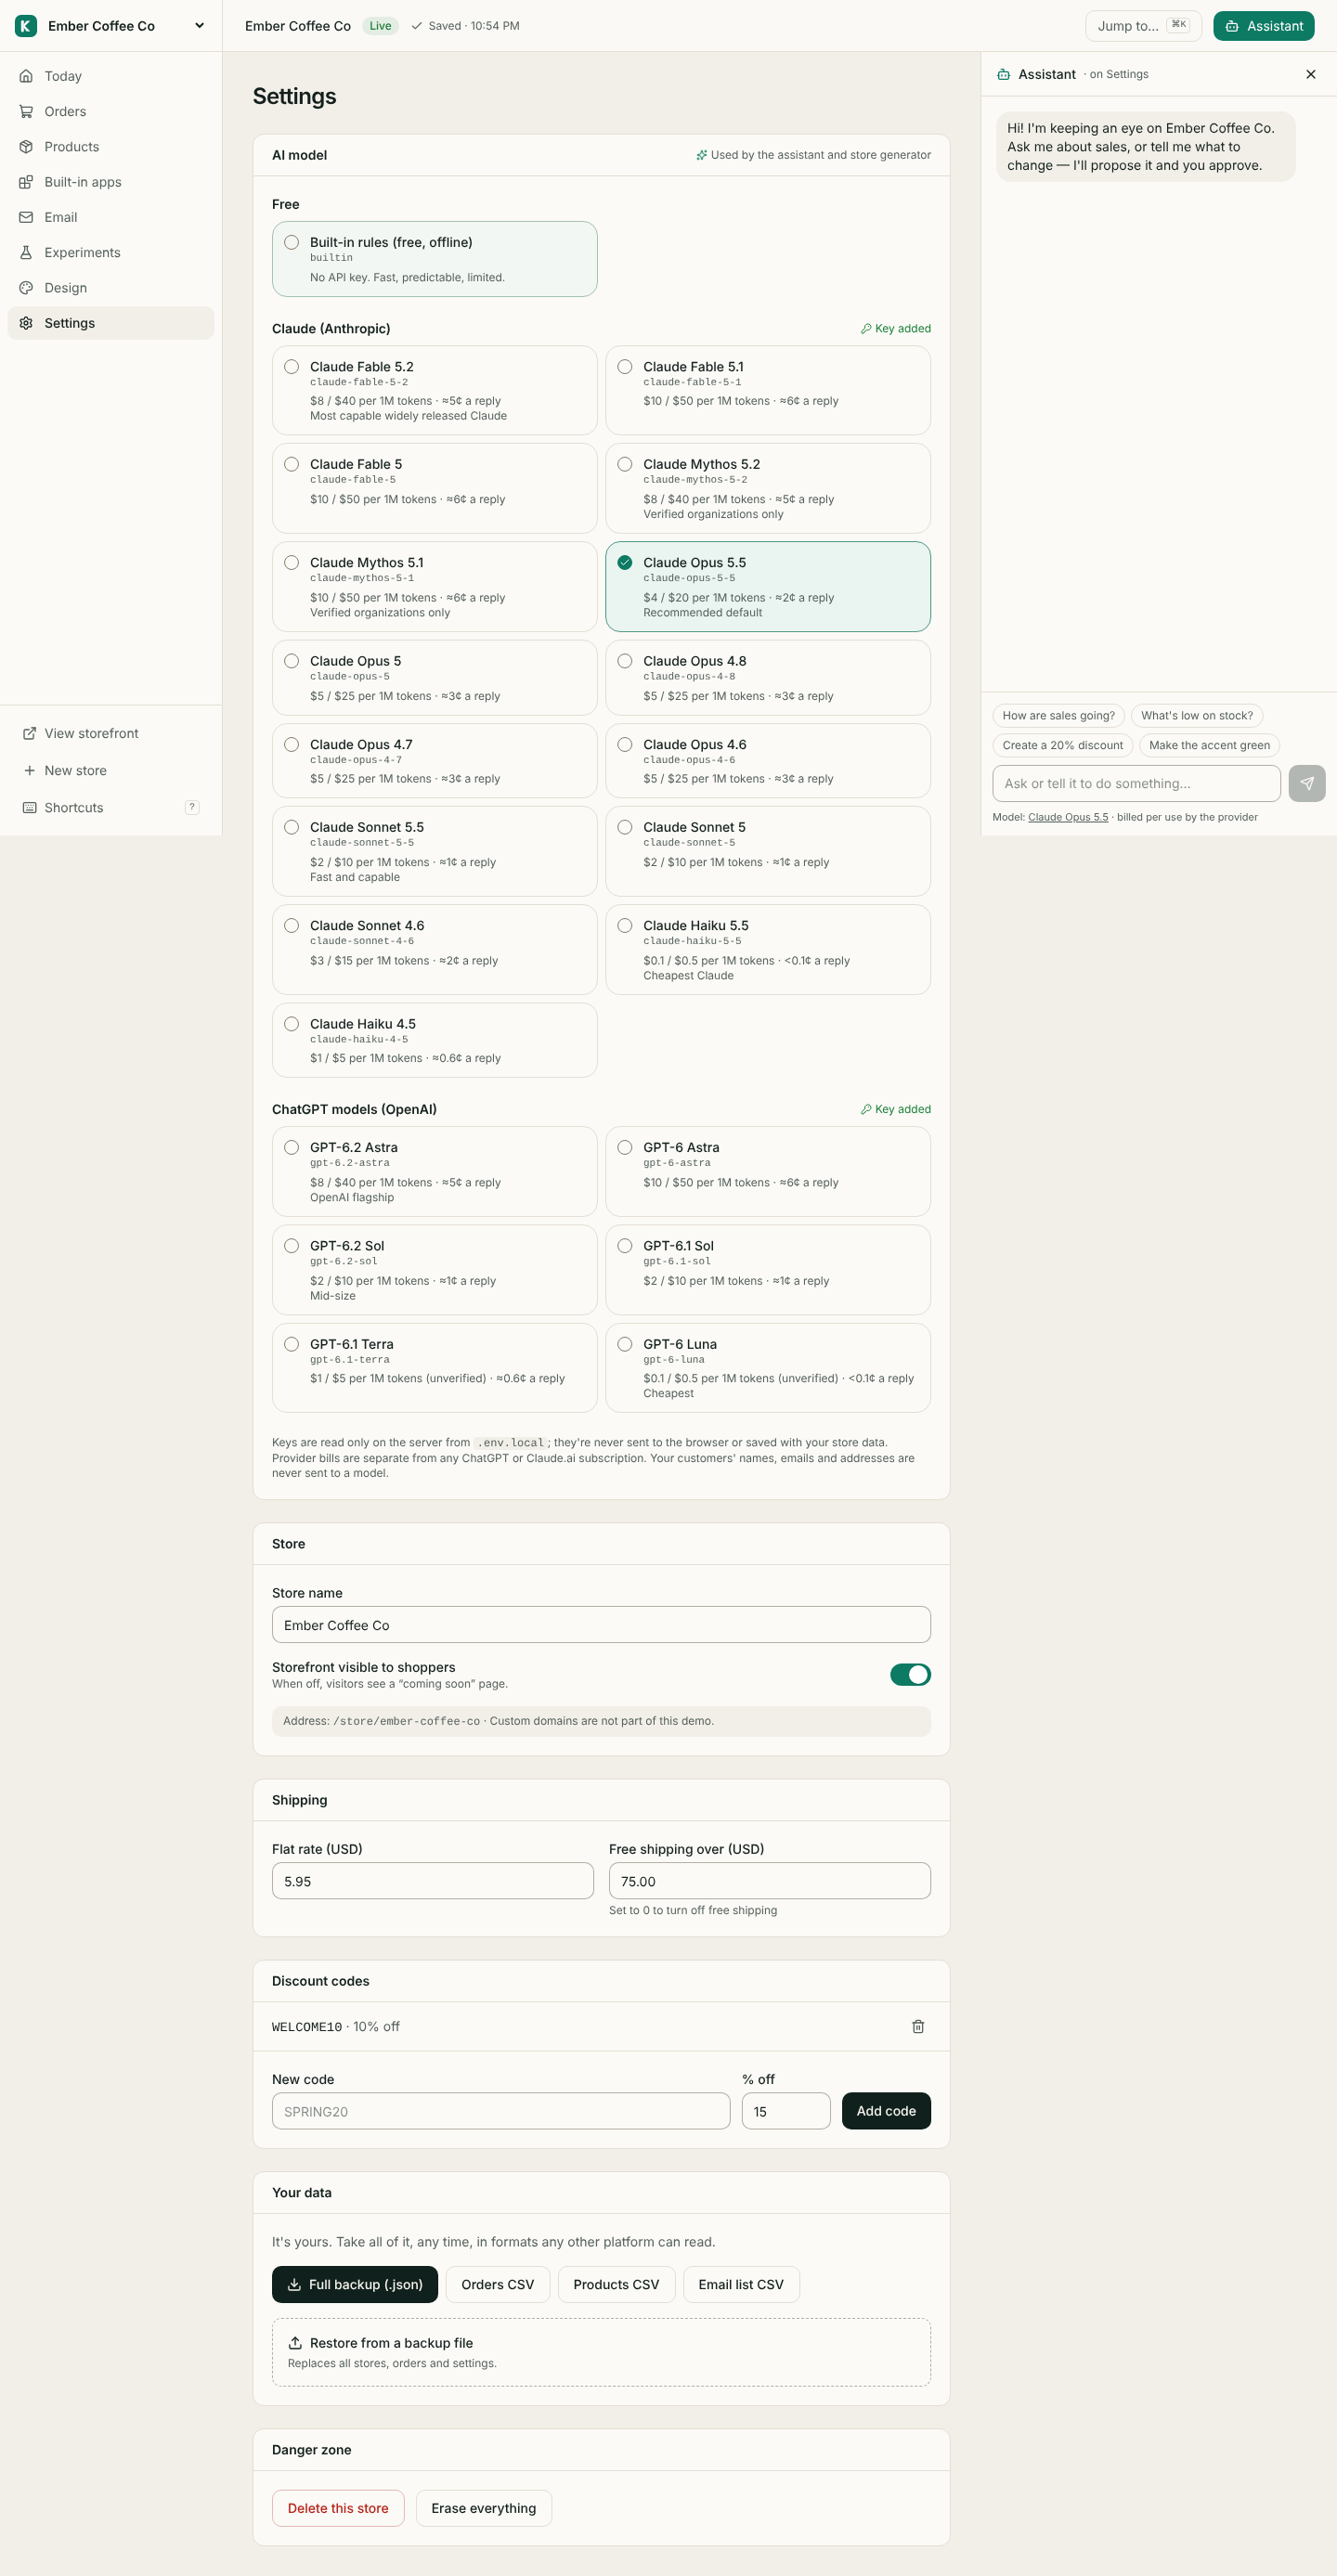 K
Ember Coffee Co
Today
Orders
Products
Built-in apps
Email
Experiments
Design
Settings
View storefront
New store
Shortcuts
?
Ember Coffee Co
Live
Saved · 10:54 PM
Jump to...
⌘K
Assistant
Settings
AI model
Used by the assistant and store generator
Free
Built-in rules (free, offline)
builtin
No API key. Fast, predictable, limited.
Claude (Anthropic)
Key added
Claude Fable 5.2
claude-fable-5-2
$8 / $40 per 1M tokens · ≈5¢ a reply
Most capable widely released Claude
Claude Fable 5.1
claude-fable-5-1
$10 / $50 per 1M tokens · ≈6¢ a reply
Claude Fable 5
claude-fable-5
$10 / $50 per 1M tokens · ≈6¢ a reply
Claude Mythos 5.2
claude-mythos-5-2
$8 / $40 per 1M tokens · ≈5¢ a reply
Verified organizations only
Claude Mythos 5.1
claude-mythos-5-1
$10 / $50 per 1M tokens · ≈6¢ a reply
Verified organizations only
Claude Opus 5.5
claude-opus-5-5
$4 / $20 per 1M tokens · ≈2¢ a reply
Recommended default
Claude Opus 5
claude-opus-5
$5 / $25 per 1M tokens · ≈3¢ a reply
Claude Opus 4.8
claude-opus-4-8
$5 / $25 per 1M tokens · ≈3¢ a reply
Claude Opus 4.7
claude-opus-4-7
$5 / $25 per 1M tokens · ≈3¢ a reply
Claude Opus 4.6
claude-opus-4-6
$5 / $25 per 1M tokens · ≈3¢ a reply
Claude Sonnet 5.5
claude-sonnet-5-5
$2 / $10 per 1M tokens · ≈1¢ a reply
Fast and capable
Claude Sonnet 5
claude-sonnet-5
$2 / $10 per 1M tokens · ≈1¢ a reply
Claude Sonnet 4.6
claude-sonnet-4-6
$3 / $15 per 1M tokens · ≈2¢ a reply
Claude Haiku 5.5
claude-haiku-5-5
$0.1 / $0.5 per 1M tokens · <0.1¢ a reply
Cheapest Claude
Claude Haiku 4.5
claude-haiku-4-5
$1 / $5 per 1M tokens · ≈0.6¢ a reply
ChatGPT models (OpenAI)
Key added
GPT-6.2 Astra
gpt-6.2-astra
$8 / $40 per 1M tokens · ≈5¢ a reply
OpenAI flagship
GPT-6 Astra
gpt-6-astra
$10 / $50 per 1M tokens · ≈6¢ a reply
GPT-6.2 Sol
gpt-6.2-sol
$2 / $10 per 1M tokens · ≈1¢ a reply
Mid-size
GPT-6.1 Sol
gpt-6.1-sol
$2 / $10 per 1M tokens · ≈1¢ a reply
GPT-6.1 Terra
gpt-6.1-terra
$1 / $5 per 1M tokens (unverified) · ≈0.6¢ a reply
GPT-6 Luna
gpt-6-luna
$0.1 / $0.5 per 1M tokens (unverified) · <0.1¢ a reply
Cheapest
Keys are read only on the server from .env.local; they're never sent to the browser or saved with your store data.
Provider bills are separate from any ChatGPT or Claude.ai subscription. Your customers' names, emails and addresses are
never sent to a model.
Store
Store name
Ember Coffee Co
Storefront visible to shoppers
When off, visitors see a “coming soon” page.
Address: /store/ember-coffee-co · Custom domains are not part of this demo.
Shipping
Flat rate (USD)
5.95
Free shipping over (USD)
75.00
Set to 0 to turn off free shipping
Discount codes
WELCOME10 · 10% off
New code
SPRING20
% off
15
Add code
Your data
It's yours. Take all of it, any time, in formats any other platform can read.
Full backup (.json)
Orders CSV
Products CSV
Email list CSV
Restore from a backup file
Replaces all stores, orders and settings.
Danger zone
Delete this store
Erase everything
Assistant · on Settings
Hi! I'm keeping an eye on Ember Coffee Co.
Ask me about sales, or tell me what to
change — I'll propose it and you approve.
How are sales going?
What's low on stock?
Create a 20% discount
Make the accent green
Ask or tell it to do something...
Model: Claude Opus 5.5 · billed per use by the provider